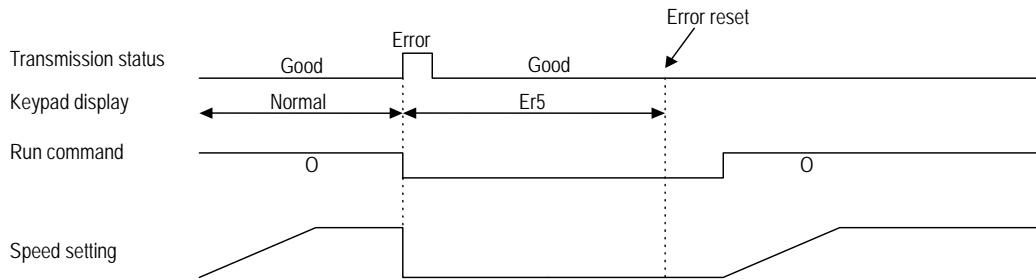 Error reset
Error
Transmission status
Good
Good
Keypad display
Normal
Er5
Run command
O
O
Speed setting